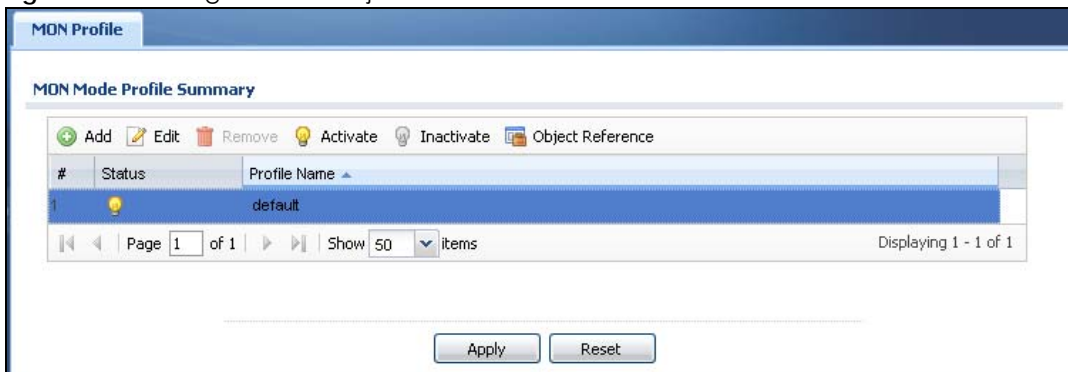 MON Profile
MON Mode Profile Summary
Add Edit Remove Activate Inactivate Object Reference
# Status Profile Name
1 default
Page 1 of 1 Show 50 items Displaying 1 - 1 of 1
Apply Reset